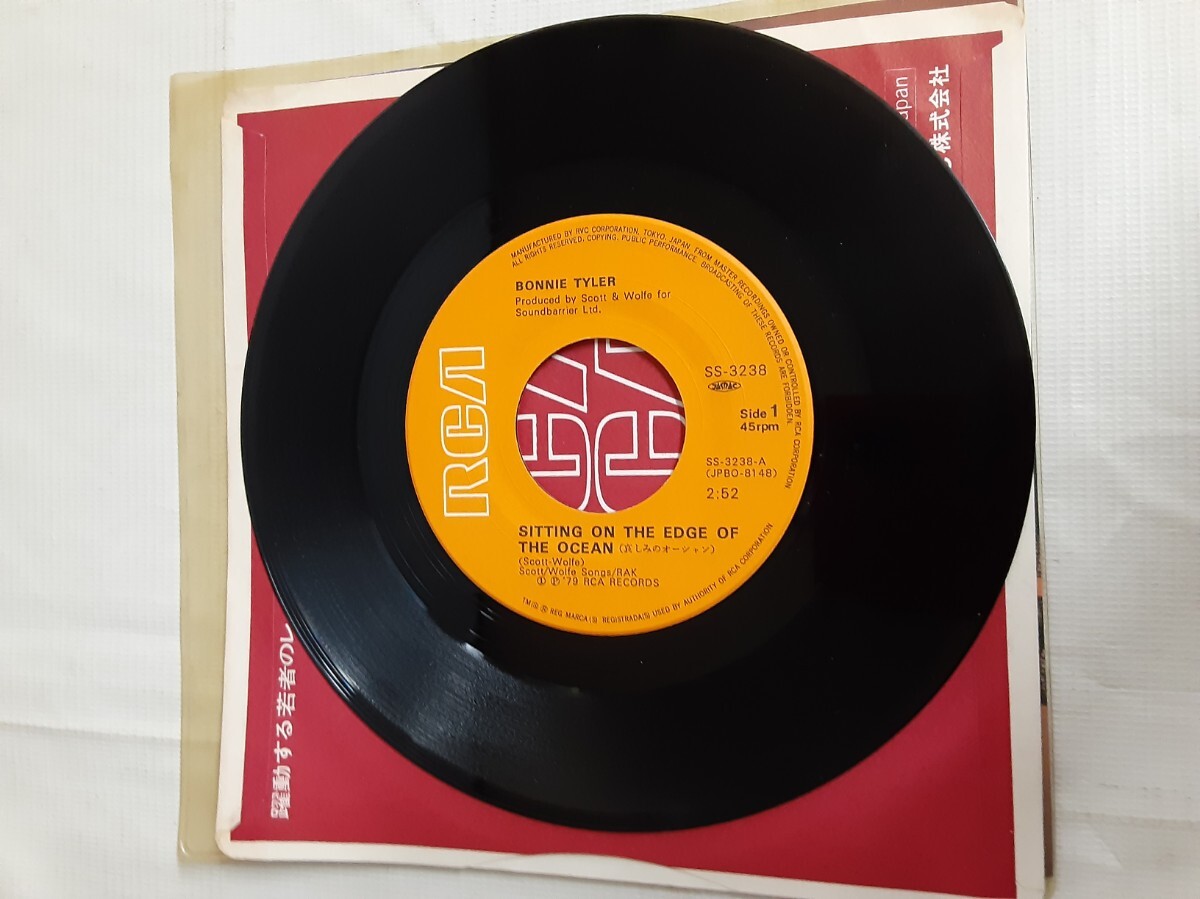 MANUFACTURED BY RVC CORPORATION, TOKYO, JAPAN FROM MASTER RECORDINGS OWNED OR CONTROLLED BY RCA CORPORATION
ALL RIGHTS RESERVED, COPYING, PUBLIC PERFORMANCE, BROADCASTING OF THESE RECORDS ARE FORBIDDEN.
BONNIE TYLER
Produced by Scott & Wolfe for
Soundbarrier Ltd.
RCA
SS-3238
JASRAC
Side 1
45rpm
SS-3238-A
(JPBO-8148)
2:52
SITTING ON THE EDGE OF
THE OCEAN (哀しみのオーシャン)
(Scott-Wolfe)
Scott/Wolfe Songs/RAK
Ⓟ '79 RCA RECORDS
TM ® REG MARCA(S) REGISTRADA(S) USED BY AUTHORITY OF RCA CORPORATION
躍動する若者のレ
apan
株式会社